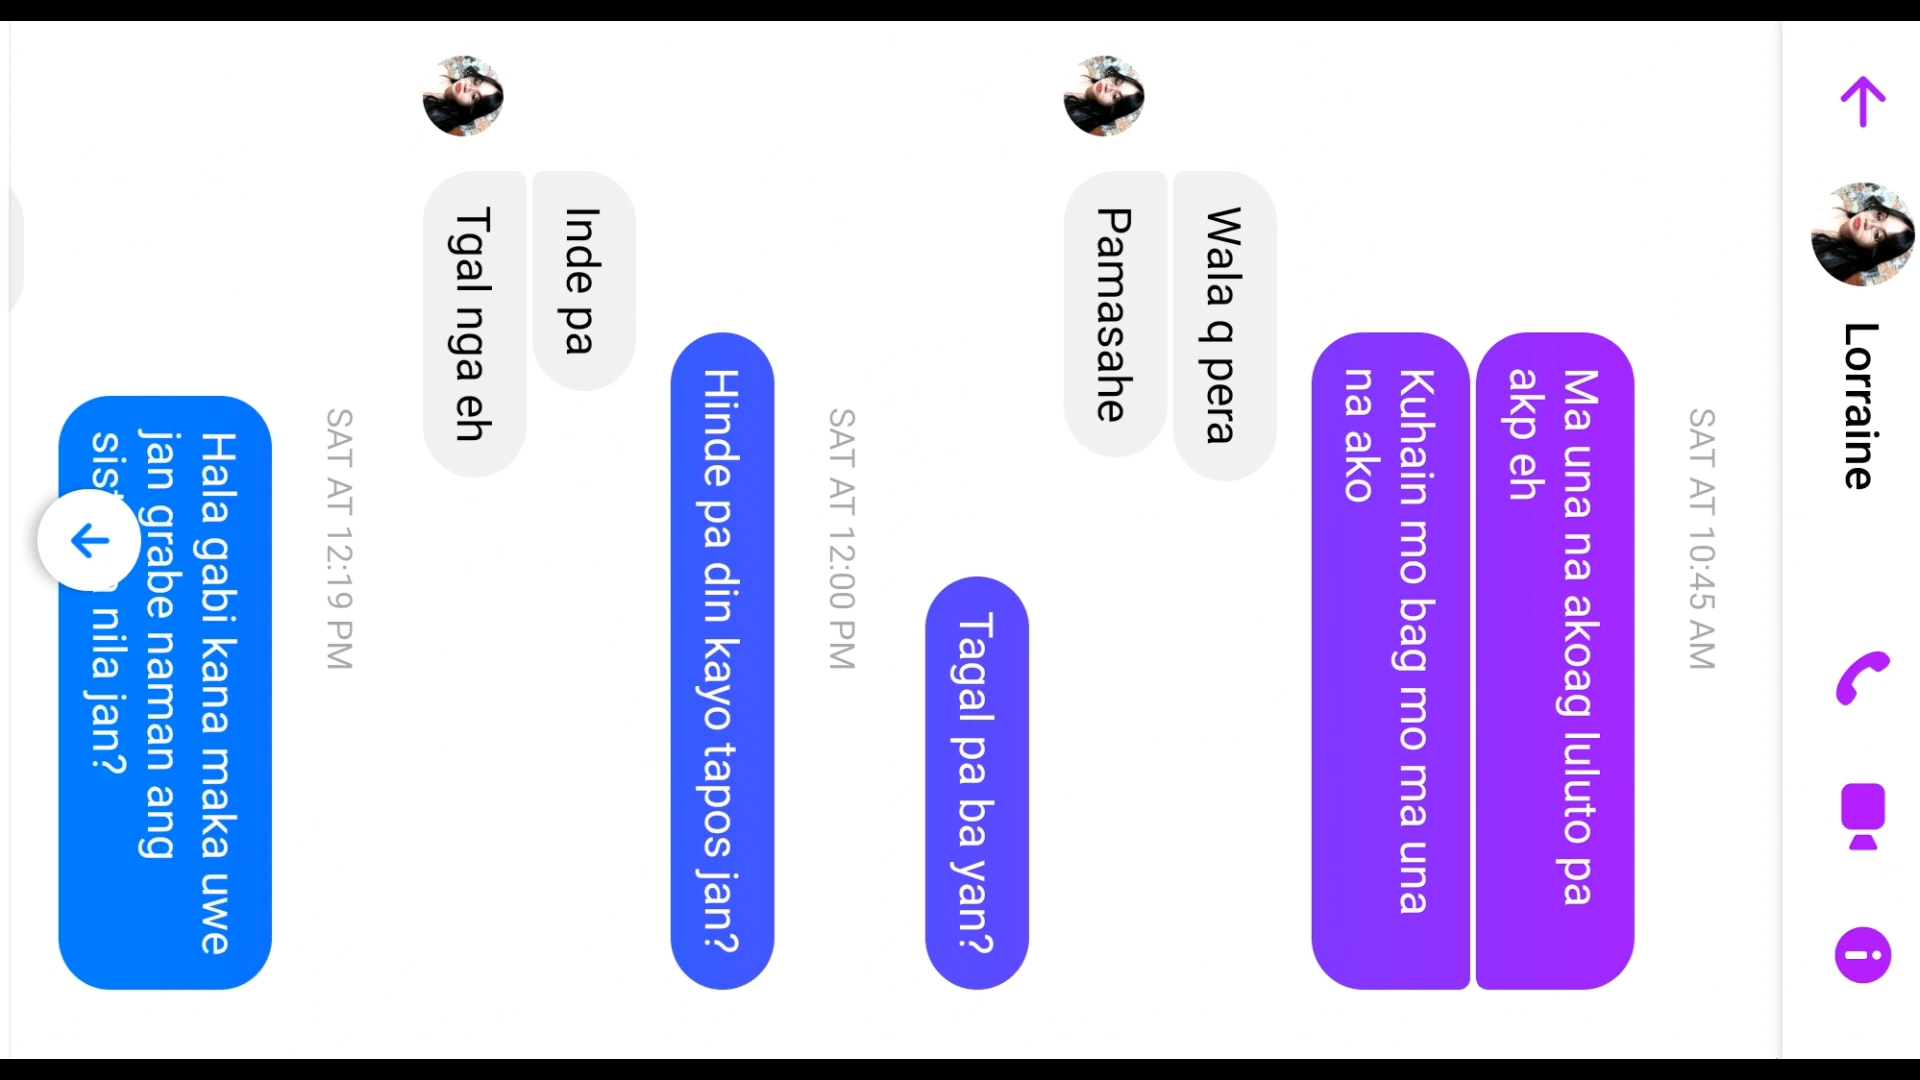 Lorraine
SAT AT 10:45 AM
Ma una na akoag luluto pa
akp eh
Kuhain mo bag mo ma una
na ako
Wala q pera
Pamasahe
Tagal pa ba yan?
SAT AT 12:00 PM
Hinde pa din kayo tapos jan?
Inde pa
Tgal nga eh
SAT AT 12:19 PM
Hala gabi kana maka uwe
jan grabe naman ang
nila jan?